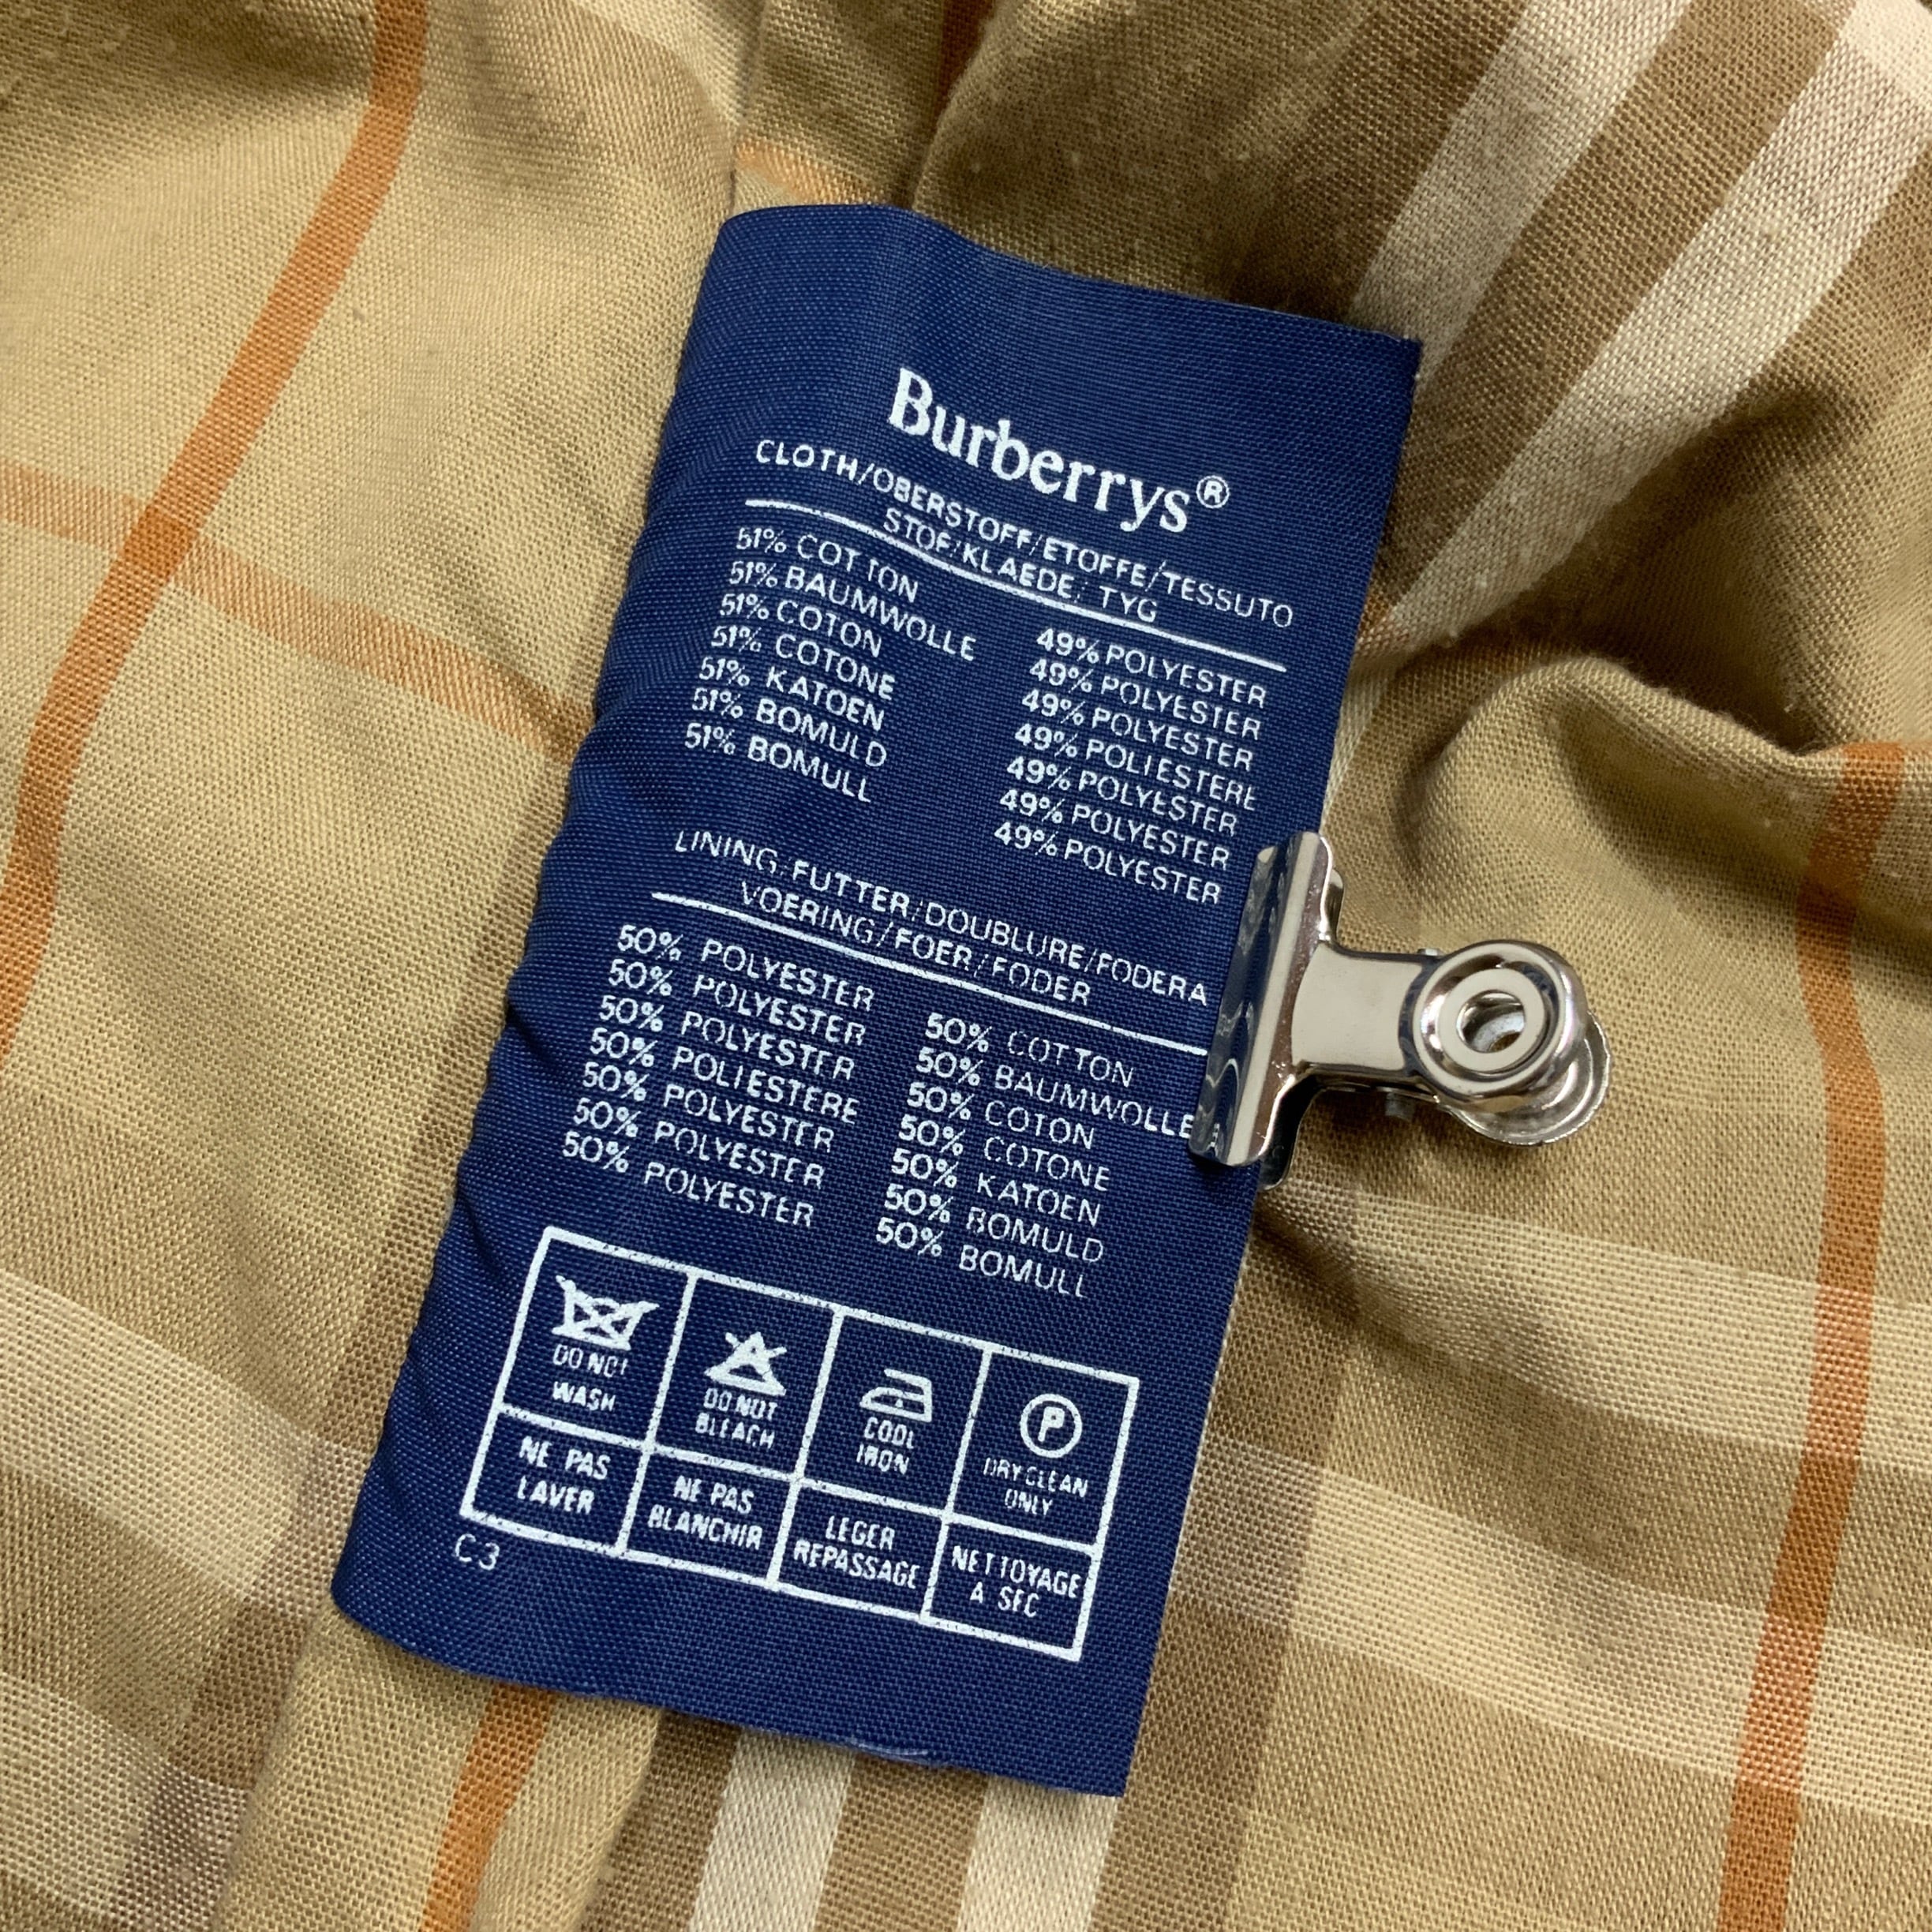 Burberrys®
CLOTH/OBERSTOFF/ETOFFE/TESSUTO
STOF/KLAEDE/TYG
51% COTTON 49% POLYESTER
51% BAUMWOLLE 49% POLYESTER
51% COTON 49% POLYESTER
51% COTONE 49% POLIESTERE
51% KATOEN 49% POLYESTER
51% BOMULD 49% POLYESTER
51% BOMULL 49% POLYESTER
LINING/FUTTER/DOUBLURE/FODERA
VOERING/FOER/FODER
50% POLYESTER 50% COTTON
50% POLYESTER 50% BAUMWOLLE
50% POLYESTER 50% COTON
50% POLIESTERE 50% COTONE
50% POLYESTER 50% KATOEN
50% POLYESTER 50% BOMULD
50% POLYESTER 50% BOMULL
DO NOT
WASH
DO NOT
BLEACH
COOL
IRON
P
DRY CLEAN
ONLY
NE PAS
LAVER
NE PAS
BLANCHIR
LEGER
REPASSAGE
NETTOYAGE
A SEC
C3